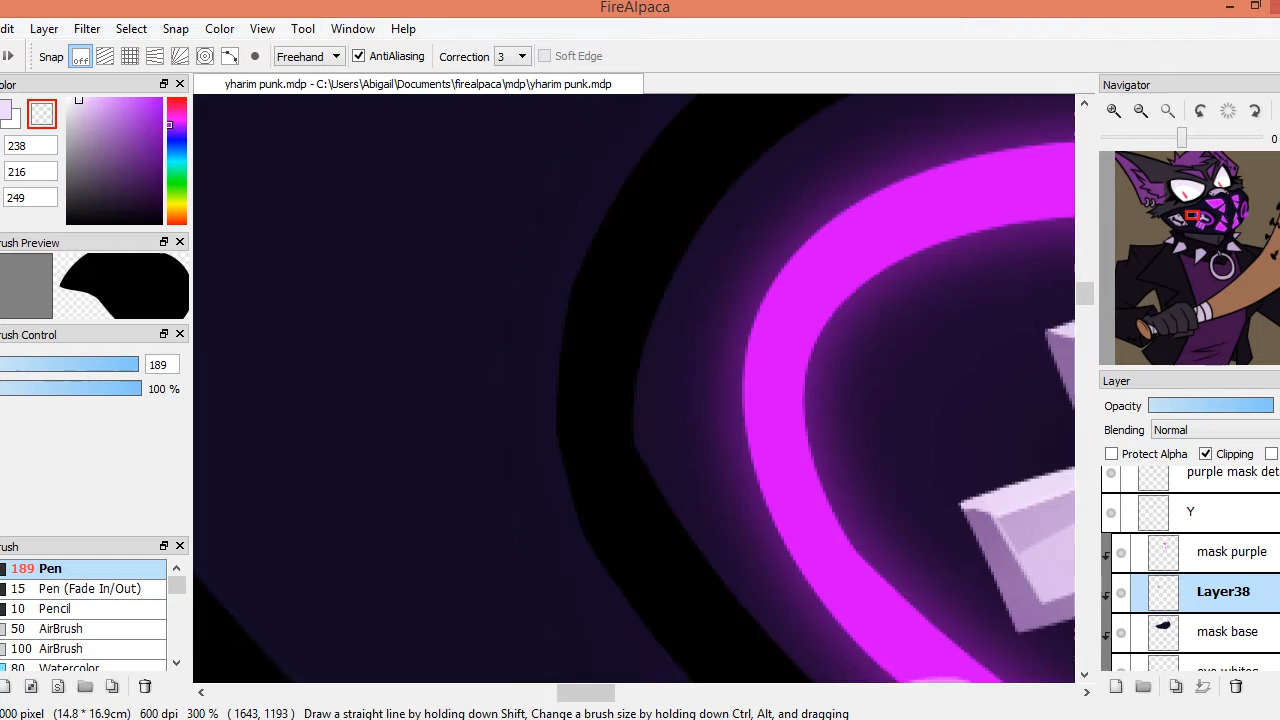 FireAlpaca
dit Layer Filter Select Snap Color View Tool Window Help
Snap off Freehand AntiAliasing Correction 3 Soft Edge
olor
yharim punk.mdp - C:\Users\Abigail\Documents\firealpaca\mdp\yharim punk.mdp
Navigator
238
0
216
249
rush Preview
rush Control
189
100 %
Layer
Opacity
Blending Normal
Protect Alpha Clipping
purple mask det
Y
rush
mask purple
189 Pen
15 Pen (Fade In/Out)
Layer38
10 Pencil
50 AirBrush
mask base
100 AirBrush
80 Watercolor
eye whites
000 pixel (14.8 * 16.9cm) 600 dpi 300 % ( 1643, 1193 ) Draw a straight line by holding down Shift, Change a brush size by holding down Ctrl, Alt, and dragging